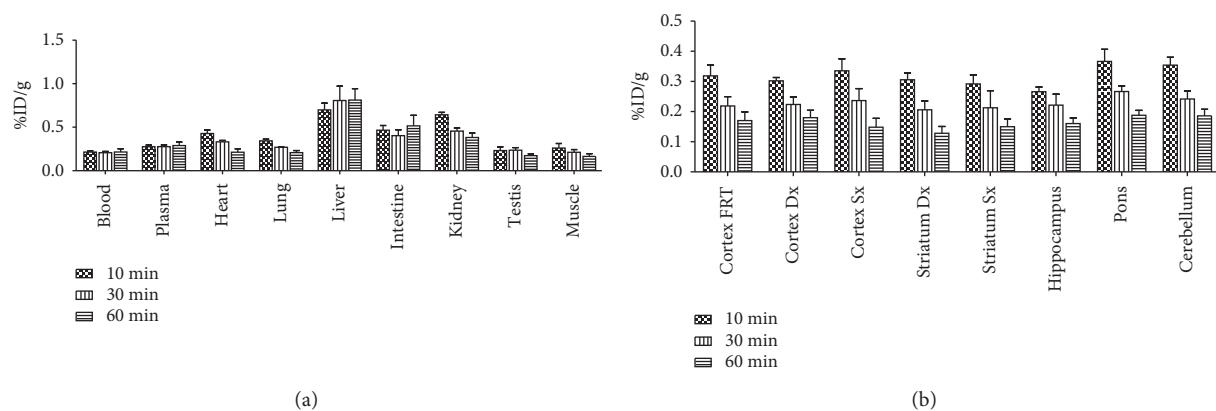 1.5
1.0
0.5
0.0
%ID/g
Blood
Plasma
Heart
Lung
Liver
Intestine
Kidney
Testis
Muscle
10 min
30 min
60 min
(a)
0.5
0.4
0.3
0.2
0.1
0.0
%ID/g
Cortex FRT
Cortex Dx
Cortex Sx
Striatum Dx
Striatum Sx
Hippocampus
Pons
Cerebellum
10 min
30 min
60 min
(b)